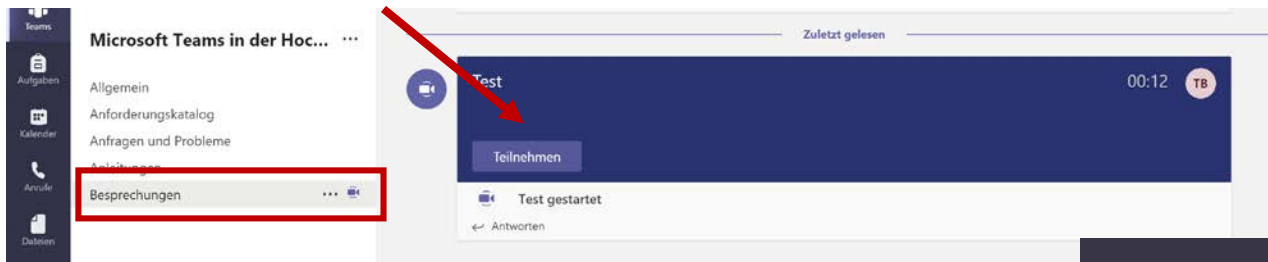 Teams
Aufgaben
Kalender
Anrufe
Dateien
Microsoft Teams in der Hoc... ...
Allgemein
Anforderungskatalog
Anfragen und Probleme
Anleitungen
Besprechungen ...
Zuletzt gelesen
Test 00:12 TB
Teilnehmen
Test gestartet
Antworten